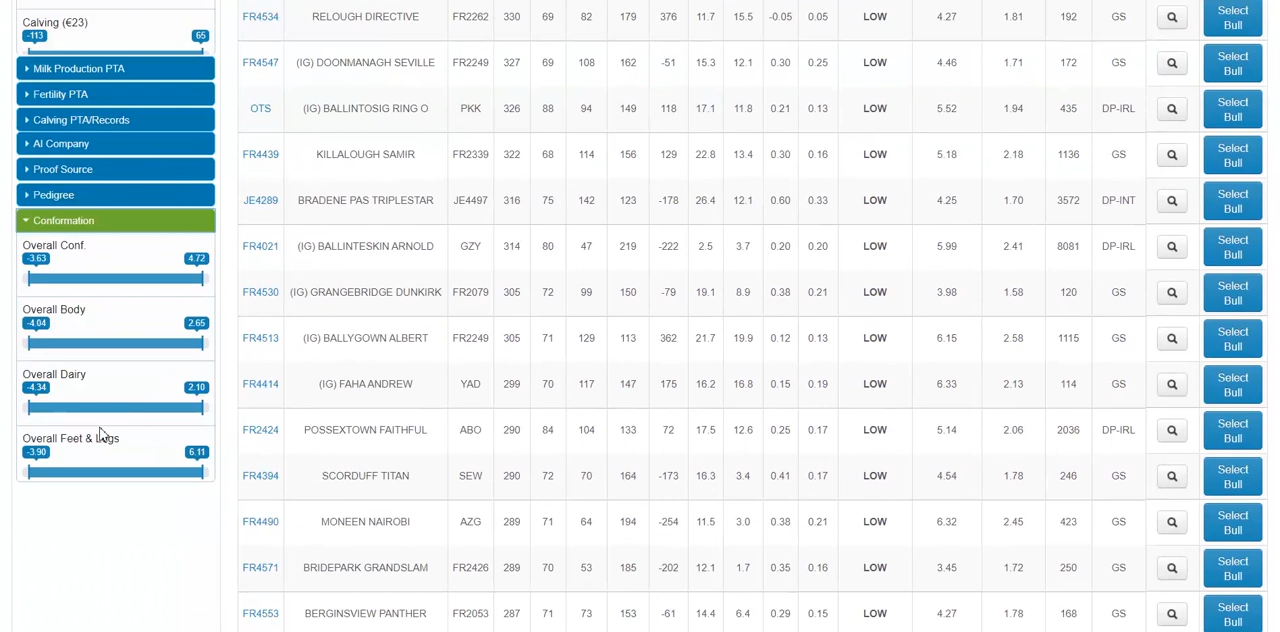 Calving (€23)
-113 65
Milk Production PTA
Fertility PTA
Calving PTA/Records
AI Company
Proof Source
Pedigree
Conformation
Overall Conf.
-3.63 4.72
Overall Body
-4.04 2.65
Overall Dairy
-4.34 2.10
Overall Feet & Legs
-3.90 6.11
FR4534 RELOUGH DIRECTIVE FR2262 330 69 82 179 376 11.7 15.5 -0.05 0.05 LOW 4.27 1.81 192 GS Select Bull
FR4547 (IG) DOONMANAGH SEVILLE FR2249 327 69 108 162 -51 15.3 12.1 0.30 0.25 LOW 4.46 1.71 172 GS Select Bull
OTS (IG) BALLINTOSIG RING O PKK 326 88 94 149 118 17.1 11.8 0.21 0.13 LOW 5.52 1.94 435 DP-IRL Select Bull
FR4439 KILLALOUGH SAMIR FR2339 322 68 114 156 129 22.8 13.4 0.30 0.16 LOW 5.18 2.18 1136 GS Select Bull
JE4289 BRADENE PAS TRIPLESTAR JE4497 316 75 142 123 -178 26.4 12.1 0.60 0.33 LOW 4.25 1.70 3572 DP-INT Select Bull
FR4021 (IG) BALLINTESKIN ARNOLD GZY 314 80 47 219 -222 2.5 3.7 0.20 0.20 LOW 5.99 2.41 8081 DP-IRL Select Bull
FR4530 (IG) GRANGEBRIDGE DUNKIRK FR2079 305 72 99 150 -79 19.1 8.9 0.38 0.21 LOW 3.98 1.58 120 GS Select Bull
FR4513 (IG) BALLYGOWN ALBERT FR2249 305 71 129 113 362 21.7 19.9 0.12 0.13 LOW 6.15 2.58 1115 GS Select Bull
FR4414 (IG) FAHA ANDREW YAD 299 70 117 147 175 16.2 16.8 0.15 0.19 LOW 6.33 2.13 114 GS Select Bull
FR2424 POSSEXTOWN FAITHFUL ABO 290 84 104 133 72 17.5 12.6 0.25 0.17 LOW 5.14 2.06 2036 DP-IRL Select Bull
FR4394 SCORDUFF TITAN SEW 290 72 70 164 -173 16.3 3.4 0.41 0.17 LOW 4.54 1.78 246 GS Select Bull
FR4490 MONEEN NAIROBI AZG 289 71 64 194 -254 11.5 3.0 0.38 0.21 LOW 6.32 2.45 423 GS Select Bull
FR4571 BRIDEPARK GRANDSLAM FR2426 289 70 53 185 -202 12.1 1.7 0.35 0.16 LOW 3.45 1.72 250 GS Select Bull
FR4553 BERGINSVIEW PANTHER FR2053 287 71 73 153 -61 14.4 6.4 0.29 0.15 LOW 4.27 1.78 168 GS Select Bull